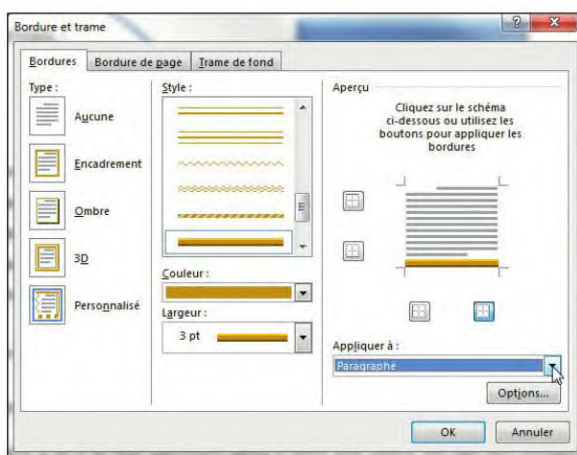 Bordure et trame
Bordures
Bordure de page
Trame de fond
Type :
Aucune
Encadrement
Ombre
3D
Personnalisé
Style :
Couleur :
Largeur :
3 pt
Aperçu
Cliquez sur le schéma
ci-dessous ou utilisez les
boutons pour appliquer les
bordures
Appliquer à :
Paragraphe
Options...
OK
Annuler